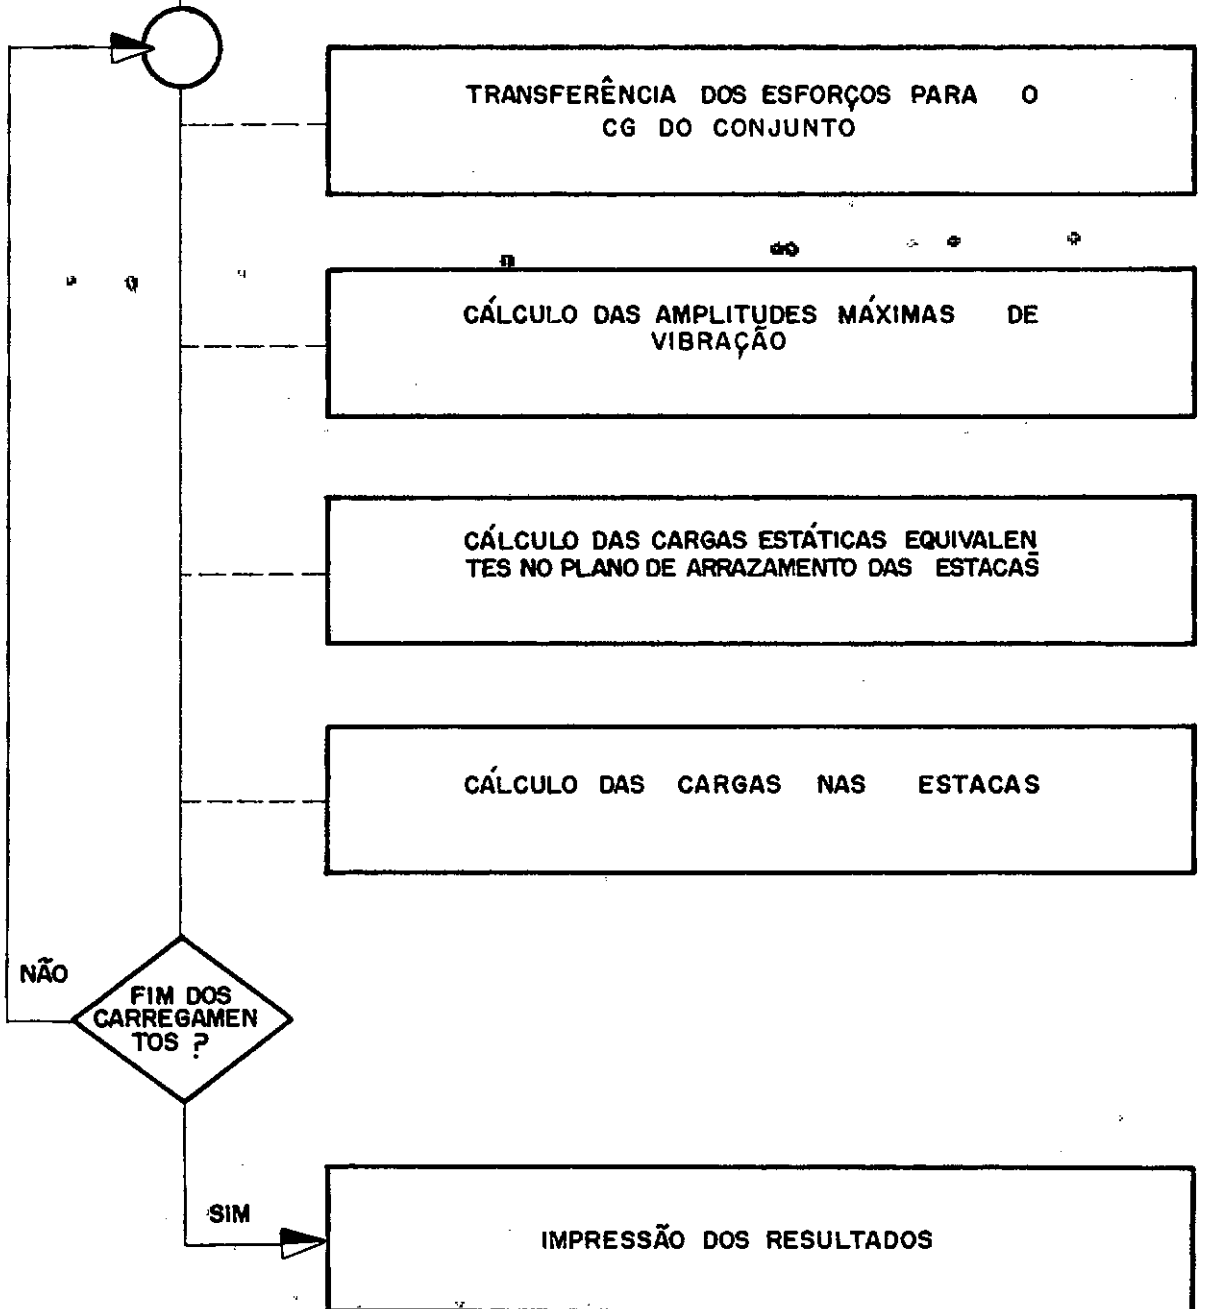 TRANSFERÊNCIA DOS ESFORÇOS PARA O
CG DO CONJUNTO
CÁLCULO DAS AMPLITUDES MÁXIMAS DE
VIBRAÇÃO
CÁLCULO DAS CARGAS ESTÁTICAS EQUIVALEN
TES NO PLANO DE ARRAZAMENTO DAS ESTACAS
CÁLCULO DAS CARGAS NAS ESTACAS
NÃO
FIM DOS
CARREGAMEN
TOS ?
SIM
IMPRESSÃO DOS RESULTADOS